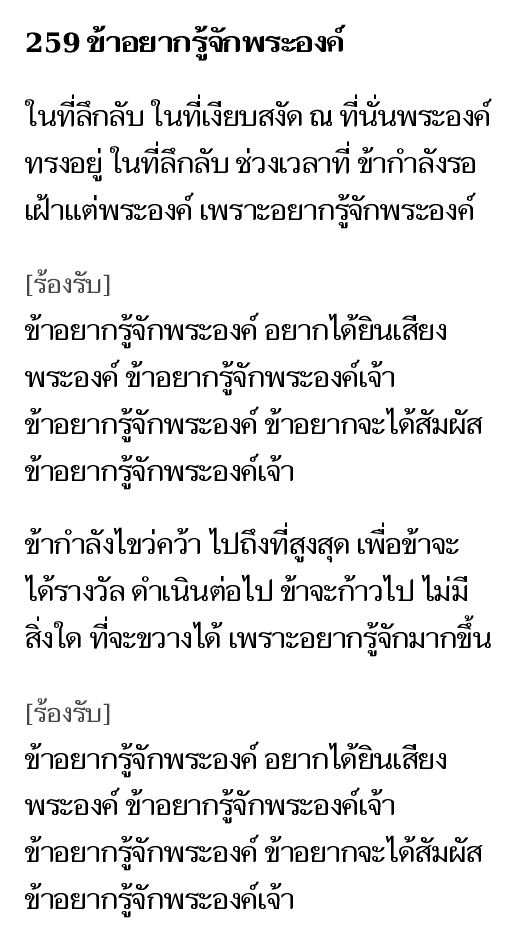 259 ข้าอยากรู้จักพระองค์
ในที่ลึกลับ ในที่เงียบสงัด ณ ที่นั่นพระองค์
ทรงอยู่ ในที่ลึกลับ ช่วงเวลาที่ ข้ากำลังรอ
เฝ้าแต่พระองค์ เพราะอยากรู้จักพระองค์
[ร้องรับ]
ข้าอยากรู้จักพระองค์ อยากได้ยินเสียง
พระองค์ ข้าอยากรู้จักพระองค์เจ้า
ข้าอยากรู้จักพระองค์ ข้าอยากจะได้สัมผัส
ข้าอยากรู้จักพระองค์เจ้า
ข้ากำลังไขว่คว้า ไปถึงที่สูงสุด เพื่อข้าจะ
ได้รางวัล ดำเนินต่อไป ข้าจะก้าวไป ไม่มี
สิ่งใด ที่จะขวางได้ เพราะอยากรู้จักมากขึ้น
[ร้องรับ]
ข้าอยากรู้จักพระองค์ อยากได้ยินเสียง
พระองค์ ข้าอยากรู้จักพระองค์เจ้า
ข้าอยากรู้จักพระองค์ ข้าอยากจะได้สัมผัส
ข้าอยากรู้จักพระองค์เจ้า